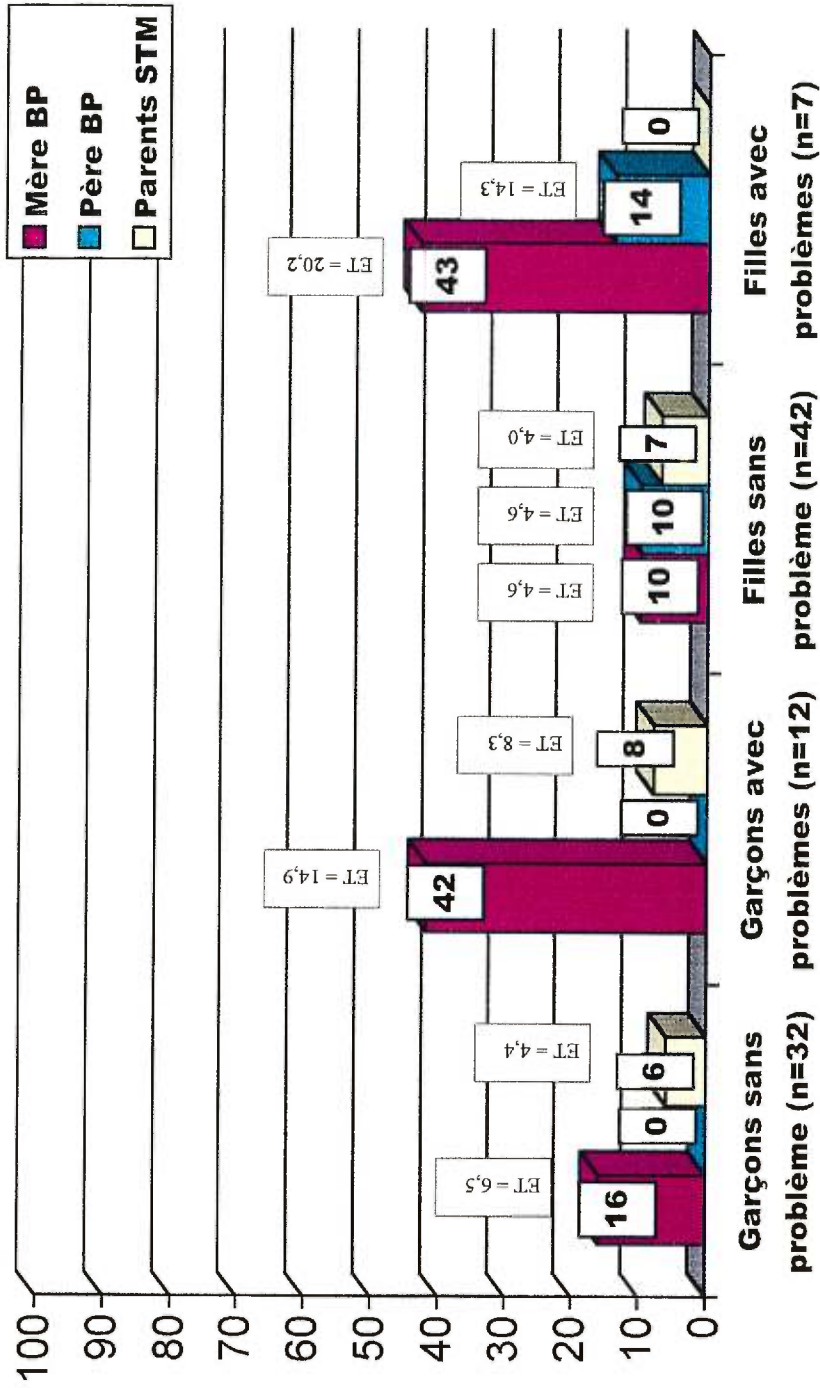 Mère BP
Père BP
Parents STM
100
90
80
70
60
50
40
30
20
10
0
ET = 6,5
ET = 4,4
ET = 14,9
ET = 8,3
ET = 4,6
ET = 4,6
ET = 4,0
ET = 20,2
ET = 14,3
16
0
6
42
0
8
10
10
7
43
14
0
Garçons sans
problème (n=32)
Garçons avec
problèmes (n=12)
Filles sans
problème (n=42)
Filles avec
problèmes (n=7)